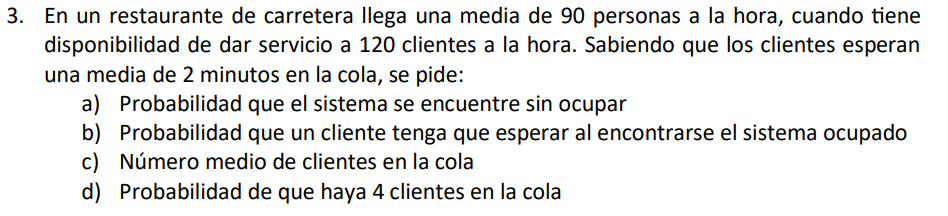 3. En un restaurante de carretera llega una media de 90 personas a la hora, cuando tiene
disponibilidad de dar servicio a 120 clientes a la hora. Sabiendo que los clientes esperan
una media de 2 minutos en la cola, se pide:
a) Probabilidad que el sistema se encuentre sin ocupar
b) Probabilidad que un cliente tenga que esperar al encontrarse el sistema ocupado
c) Número medio de clientes en la cola
d) Probabilidad de que haya 4 clientes en la cola